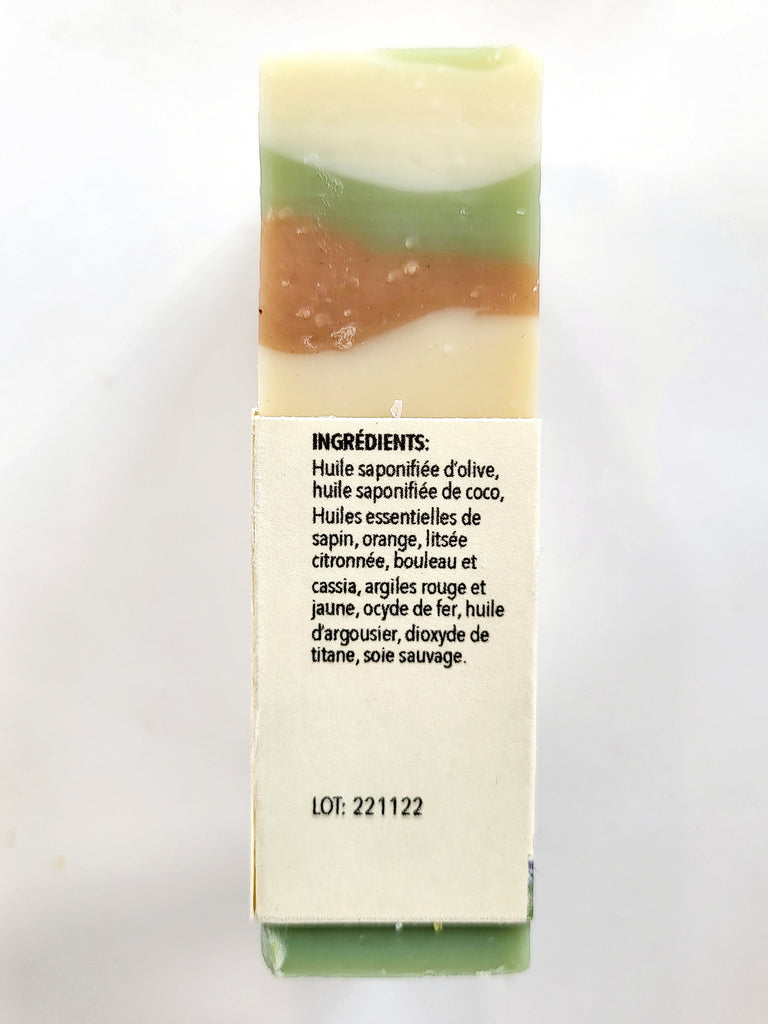 INGRÉDIENTS:
Huile saponifiée d'olive,
huile saponifiée de coco,
Huiles essentielles de
sapin, orange, litsée
citronnée, bouleau et
cassia, argiles rouge et
jaune, ocyde de fer, huile
d'argousier, dioxyde de
titane, soie sauvage.
LOT: 221122